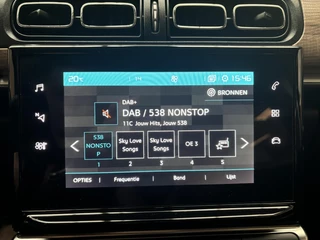 20°c
15:46
BRONNEN
DAB+
DAB / 538 NONSTOP
11C Jouw Hits, Jouw 538
538 NONSTO P
Sky Love Songs
Sky Love Songs
OE 3
1 2 3 4 5
OPTIES Frequentie Band Lijst